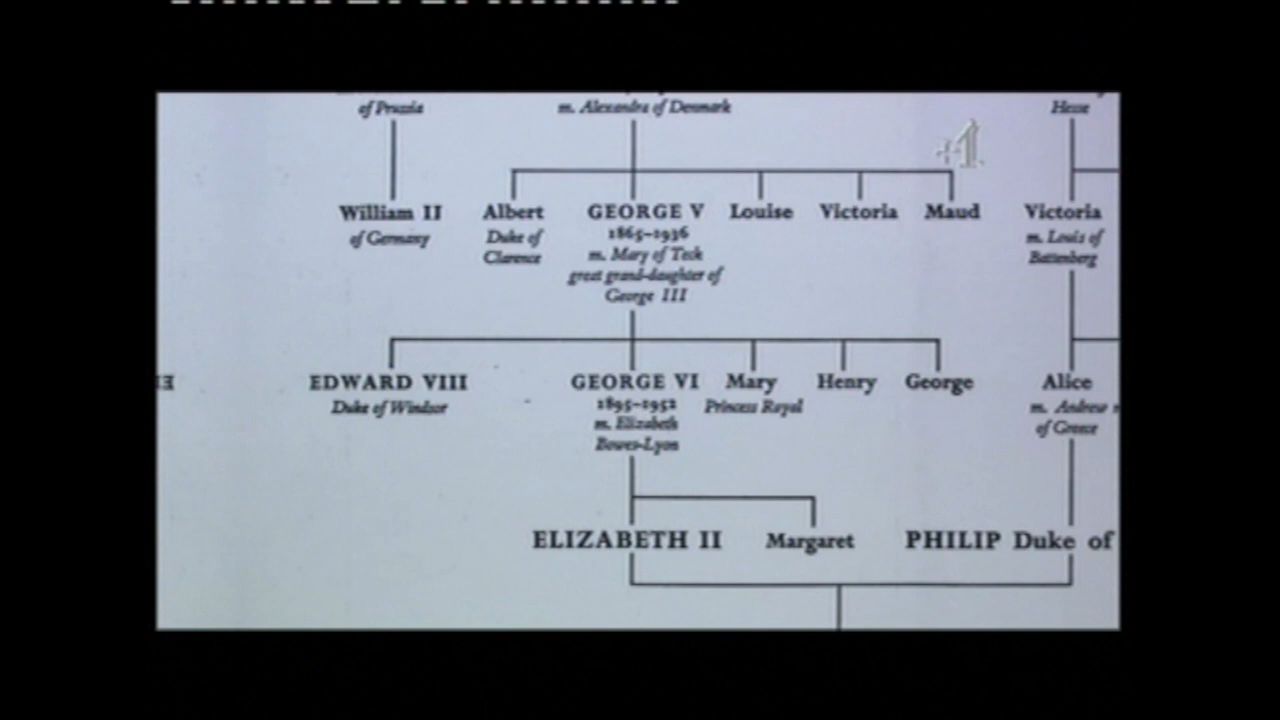 of Prussia
m. Alexandra of Denmark
Hesse
+1
William II
Albert
GEORGE V
Louise
Victoria
Maud
Victoria
of Germany
Duke of
Clarence
1865–1936
m. Mary of Teck
great grand-daughter of
George III
m. Louis of
Battenberg
EDWARD VIII
GEORGE VI
Mary
Henry
George
Alice
Duke of Windsor
1895–1952
m. Elizabeth
Bowes-Lyon
Princess Royal
m. Andrew
of Greece
ELIZABETH II
Margaret
PHILIP Duke of